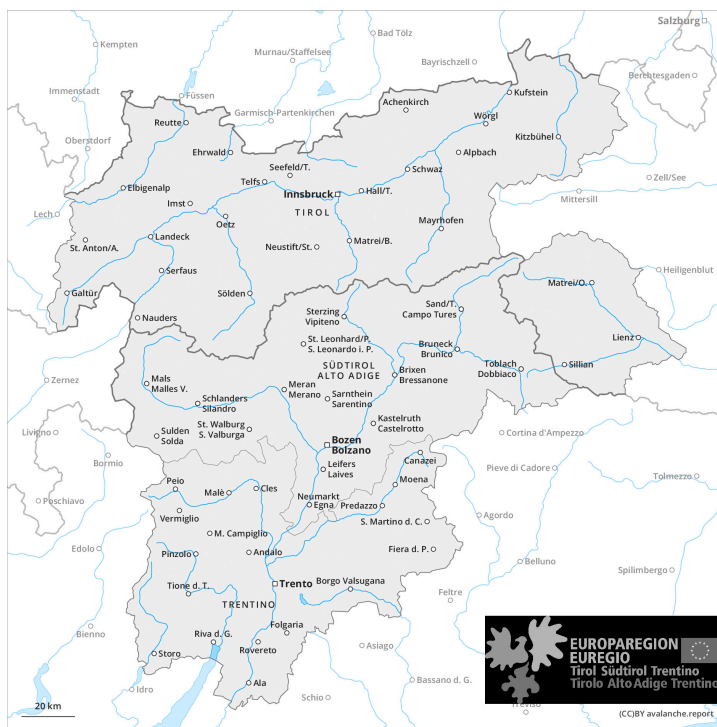 Salzburg
Kempten
Bad Tölz
Murnau/Staffelsee
Bayrischzell
Berchtesgaden
Immenstadt
Füssen
Kufstein
Achenkirch
Garmisch-Partenkirchen
Wörgl
Reutte
Kitzbühel
Oberstdorf
Ehrwald
Alpbach
Seefeld/T.
Schwaz
Zell/See
Telfs
Elbigenalp
Innsbruck
Hall/T.
Mittersill
Imst
TIROL
Lech
Oetz
Mayrhofen
Landeck
St. Anton/A.
Neustift/St.
Matrei/B.
Serfaus
Heiligenblut
Matrei/O.
Galtür
Sölden
Sand/T.
Campo Tures
Sterzing
Vipiteno
Nauders
Lienz
St. Leonhard/P.
S. Leonardo i. P.
Bruneck
Brunico
Toblach
Dobbiaco
Sillian
SÜDTIROL
ALTO ADIGE
Brixen
Bressanone
Zernez
Mals
Malles V.
Meran
Merano
Sarnthein
Sarentino
Schlanders
Silandro
Kastelruth
Castelrotto
St. Walburg
S. Valburga
Sulden
Solda
Livigno
Cortina d'Ampezzo
Bozen
Bolzano
Bormio
Canazei
Pieve di Cadore
Leifers
Laives
Tolmezzo
Peio
Malè
Cles
Moena
Poschiavo
Neumarkt
Egna
Predazzo
Vermiglio
Agordo
S. Martino d. C.
M. Campiglio
Edolo
Pinzolo
Andalo
Fiera d. P.
Belluno
Spilimbergo
Tione d. T.
Trento
Borgo Valsugana
Feltre
TRENTINO
Folgaria
Bienno
Riva d. G.
Rovereto
Asiago
Storo
Ala
Idro
Schio
Bassano d. G.
Treviso
EUROPAREGION
EUREGIO
Tirol Südtirol Trentino
Tirolo AltoAdige Trentino
20 km
(CC)BY avalanche.report